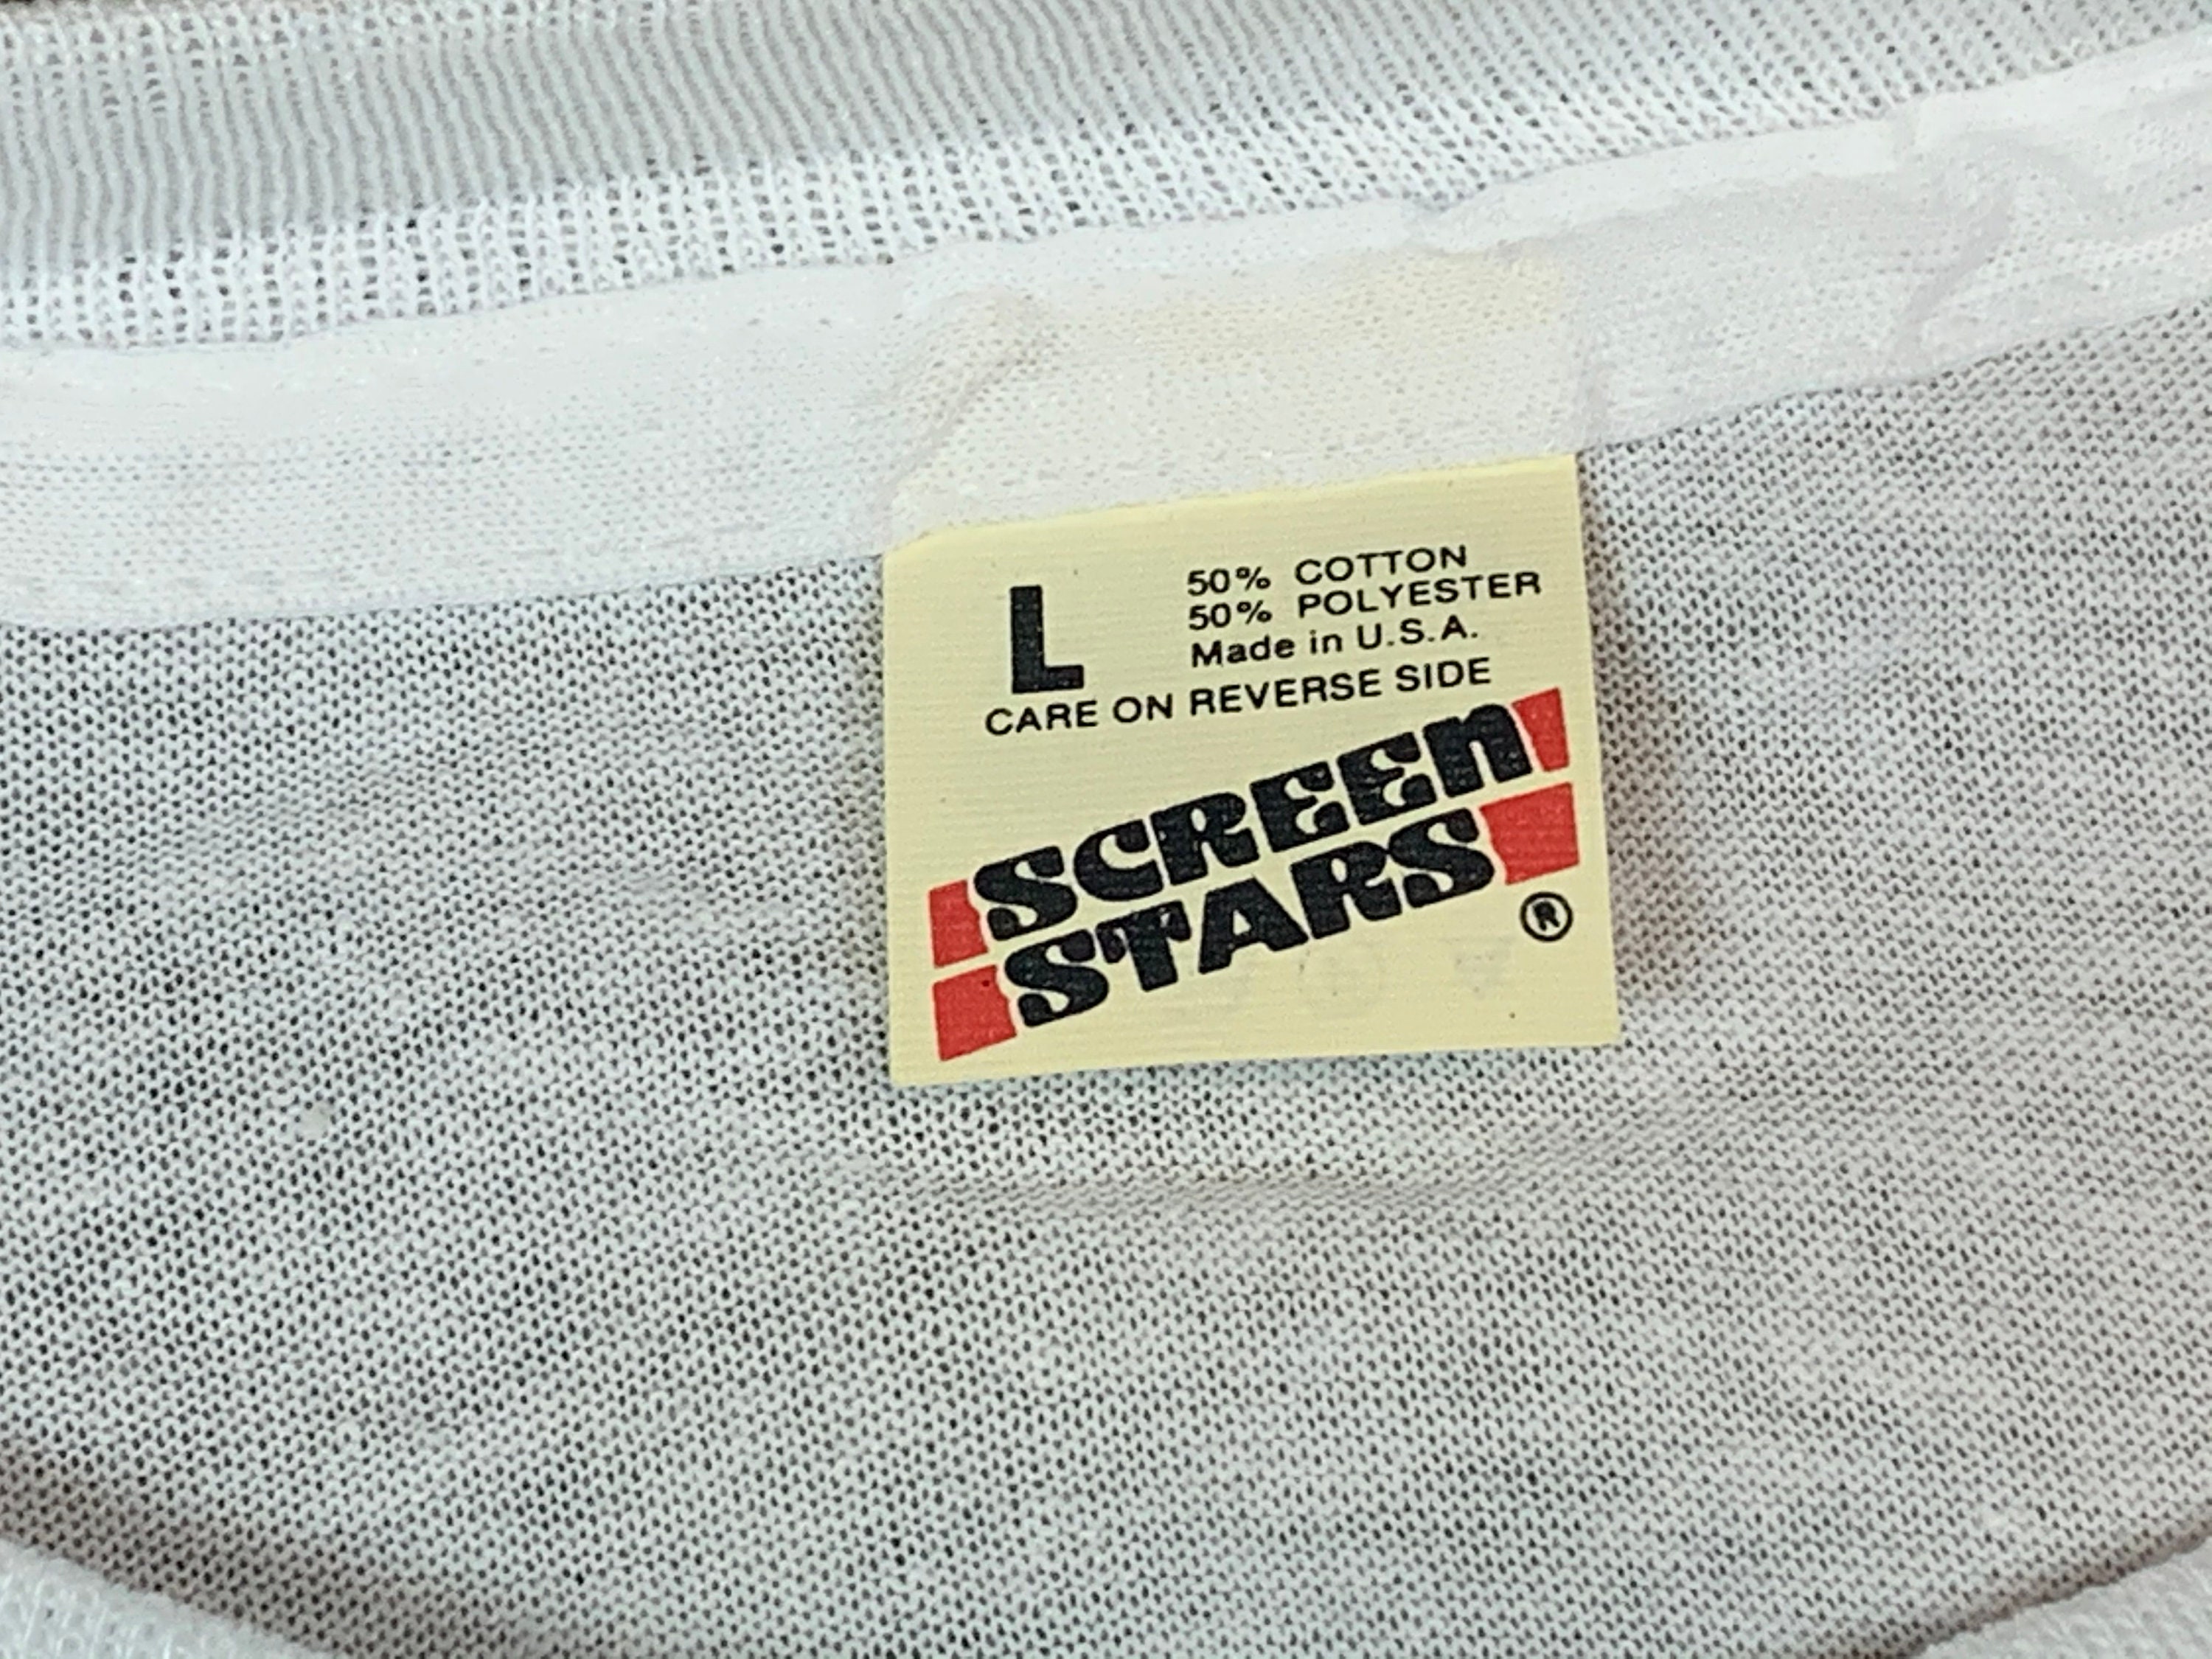 L
50% COTTON
50% POLYESTER
Made in U.S.A.
CARE ON REVERSE SIDE
SCREEN
STARS
®